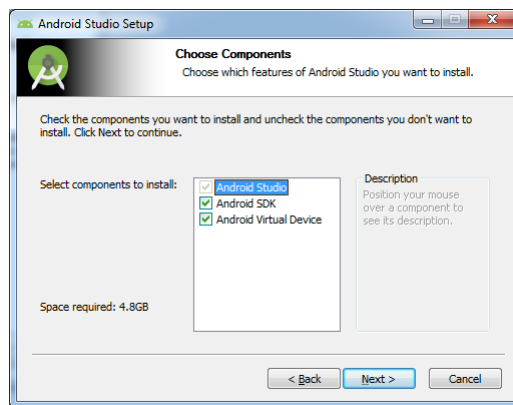 Android Studio Setup
Choose Components
Choose which features of Android Studio you want to install.
Check the components you want to install and uncheck the components you don't want to
install. Click Next to continue.
Select components to install:
Android Studio
Android SDK
Android Virtual Device
Description
Position your mouse
over a component to
see its description.
Space required: 4.8GB
< Back
Next >
Cancel